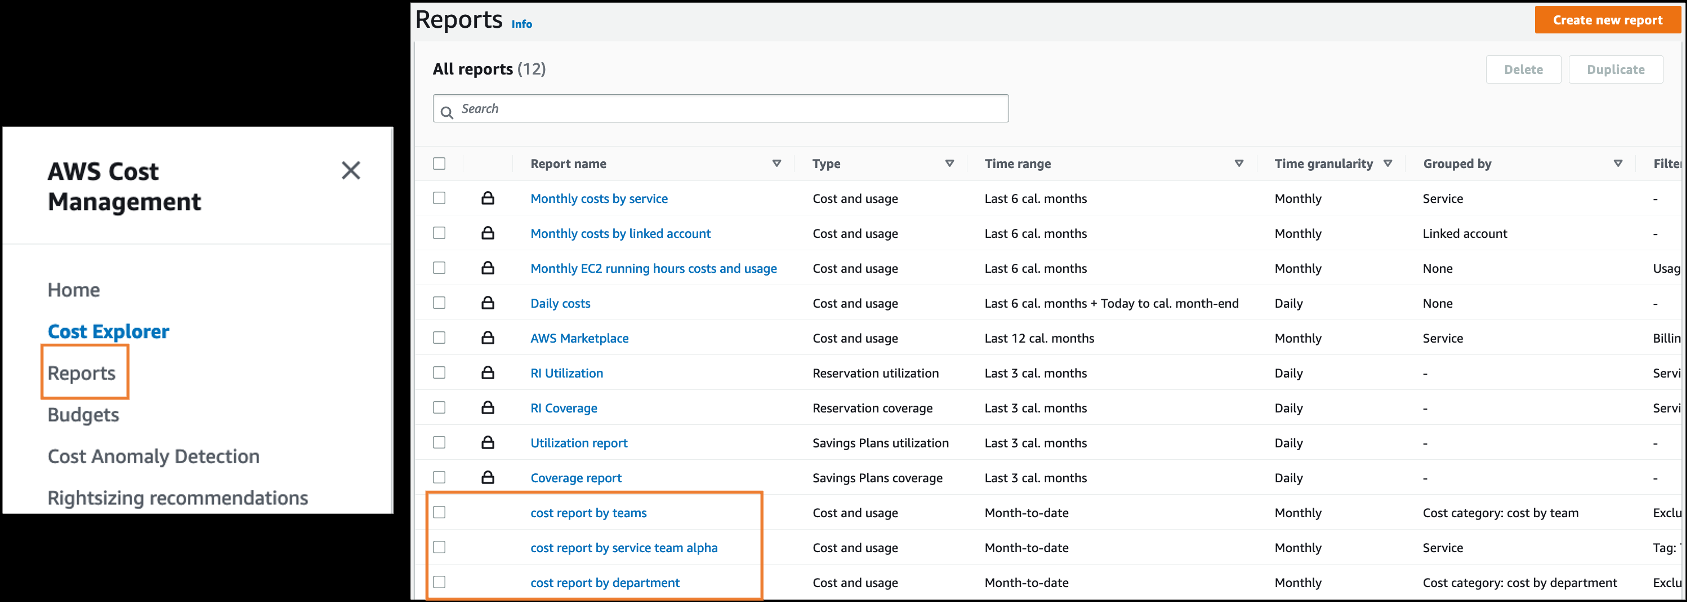 AWS Cost
Management
Home
Cost Explorer
Reports
Budgets
Cost Anomaly Detection
Rightsizing recommendations
Reports Info
Create new report
All reports (12)
Delete Duplicate
Search
Report name Type Time range Time granularity Grouped by Filter
Monthly costs by service Cost and usage Last 6 cal. months Monthly Service -
Monthly costs by linked account Cost and usage Last 6 cal. months Monthly Linked account -
Monthly EC2 running hours costs and usage Cost and usage Last 6 cal. months Monthly None Usag
Daily costs Cost and usage Last 6 cal. months + Today to cal. month-end Daily None -
AWS Marketplace Cost and usage Last 12 cal. months Monthly Service Billin
RI Utilization Reservation utilization Last 3 cal. months Daily - Servi
RI Coverage Reservation coverage Last 3 cal. months Daily - Servi
Utilization report Savings Plans utilization Last 3 cal. months Daily - -
Coverage report Savings Plans coverage Last 3 cal. months Daily - -
cost report by teams Cost and usage Month-to-date Monthly Cost category: cost by team Exclu
cost report by service team alpha Cost and usage Month-to-date Monthly Service Tag:
cost report by department Cost and usage Month-to-date Monthly Cost category: cost by department Exclu